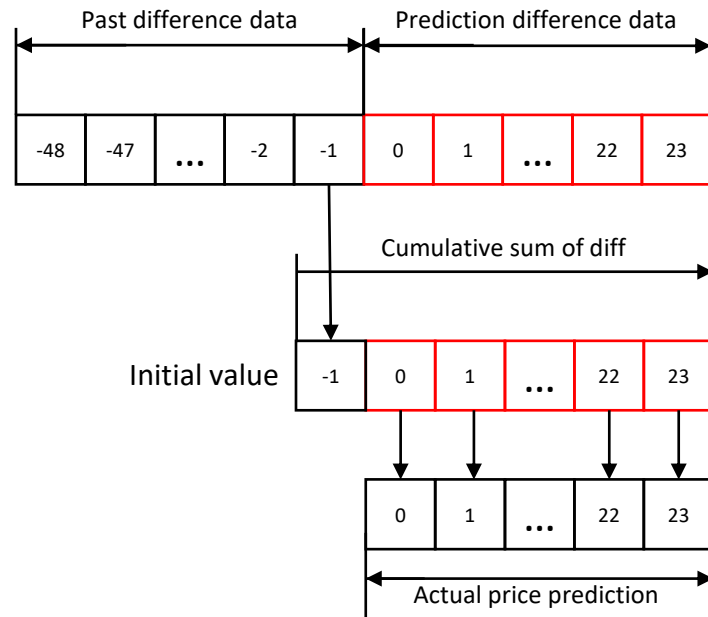 Past difference data Prediction difference data
-48 -47 ... -2 -1 0 1 ... 22 23
Cumulative sum of diff
Initial value -1 0 1 ... 22 23
0 1 ... 22 23
Actual price prediction